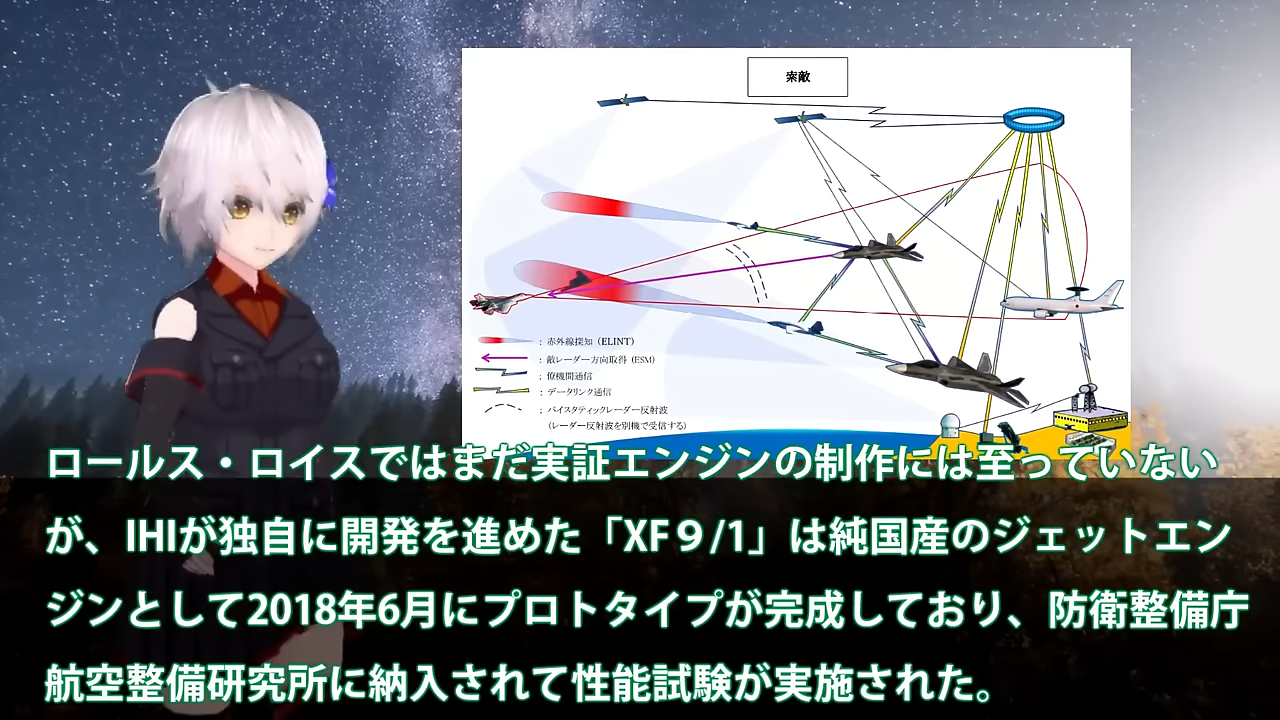 索敵
: 赤外線探知 (ELINT)
: 敵レーダー方向取得 (ESM)
: 僚機間通信
: データリンク通信
: バイスタティックレーダー反射波
(レーダー反射波を別機で受信する)
ロールス・ロイスではまだ実証エンジンの制作には至っていない
が、IHIが独自に開発を進めた「XF９/1」は純国産のジェットエン
ジンとして2018年6月にプロトタイプが完成しており、防衛整備庁
航空整備研究所に納入されて性能試験が実施された。